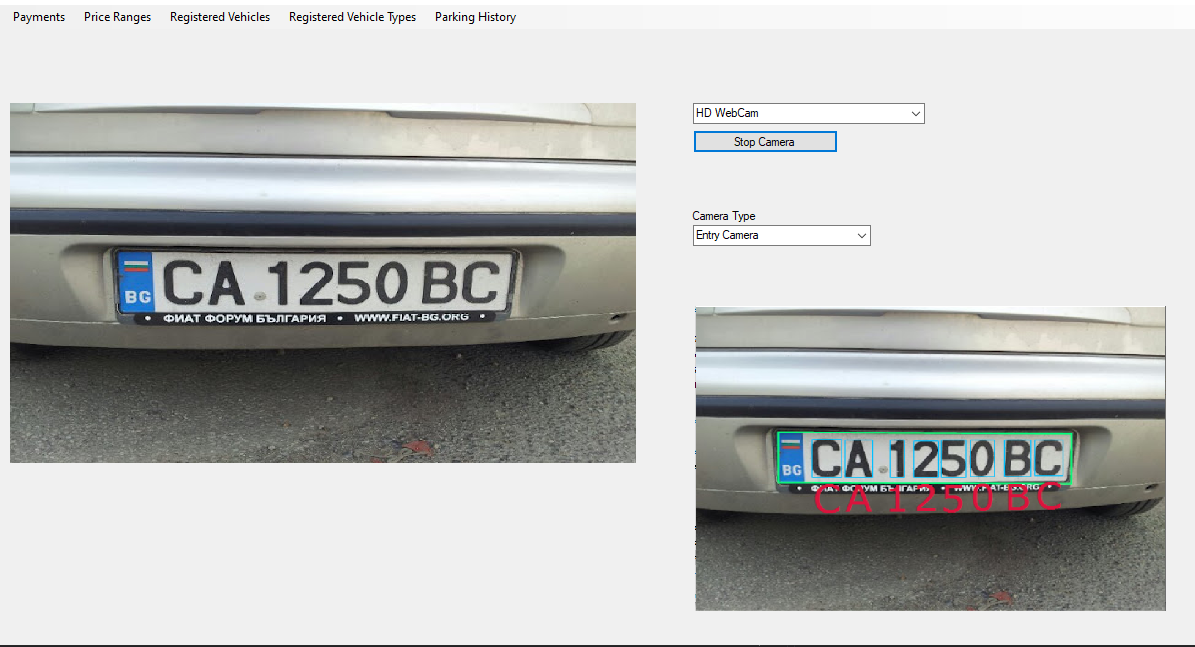 Payments Price Ranges Registered Vehicles Registered Vehicle Types Parking History
HD WebCam
Stop Camera
Camera Type
Entry Camera
BG CA 1250 BC
• ФИАТ ФОРУМ БЪЛГАРИЯ • WWW.FIAT-BG.ORG •
BG CA 1250 BC
• ФИАТ ФОРУМ БЪЛГАРИЯ • WWW.FIAT-BG.ORG •
CA 1250 BC